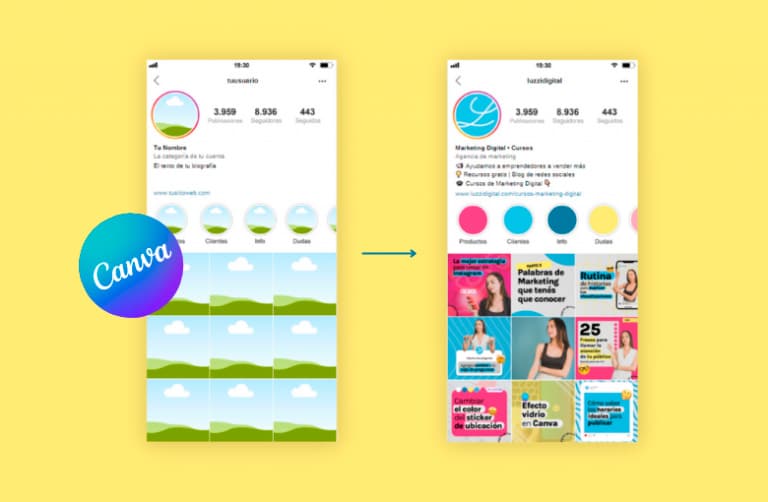 19:30
tuusuario
3.959
8.936
443
Publicaciones
Seguidores
Seguidos
Tu Nombre
La categoría de tu cuenta
El resto de tu biografía
www.tusitioweb.com
Clientes
Info
Dudas
Canva
19:30
luzzidigital
3.959
8.936
443
Publicaciones
Seguidores
Seguidos
Marketing Digital • Cursos
Agencia de marketing
Ayudamos a emprendedores a vender más
Recursos gratis | Blog de redes sociales
Cursos de Marketing Digital
www.luzzidigital.com/cursos-marketing-digital
Productos
Clientes
Info
Dudas
La mejor estrategia
para crecer en
Instagram
Palabras de
Marketing
que tenés
que conocer
Rutina
de historias
para
25
Frases para
llamar la
atención
de tu público
Cambiar
el color
del sticker
de ubicación
Efecto
vidrio
en Canva
Cómo saber
los horarios
ideales para
publicar